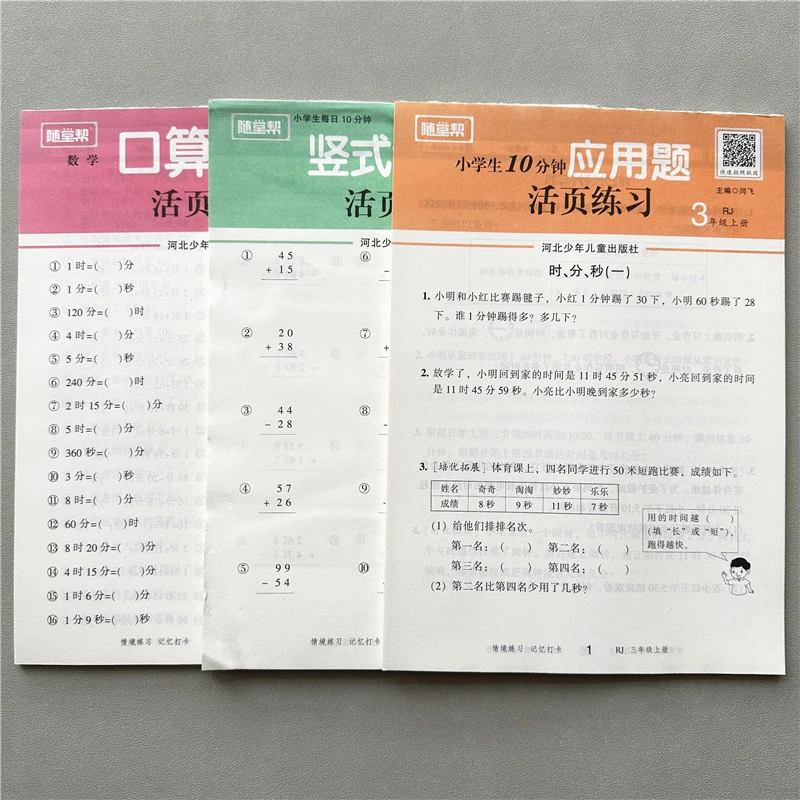 随堂帮
数学
口算
活页
河北少年
① 1时=( )分
② 1分=( )秒
③ 120分=( )时
④ 4时=( )分
⑤ 5分=( )秒
⑥ 240分=( )时
⑦ 2时15分=( )分
⑧ 5时=( )分
⑨ 360秒=( )分
⑩ 3分=( )秒
⑪ 8时=( )分
⑫ 60分=( )时
⑬ 8时20分=( )分
⑭ 4时15分=( )分
⑮ 1时6分=( )分
⑯ 1分9秒=( )秒
情境练习 记忆打卡
小学生每日10分钟
随堂帮
竖式
活页
河北少年
① 45
+ 15
⑥
② 20
+ 38
⑦
③ 44
- 28
⑧
④ 57
+ 26
⑨
⑤ 99
- 54
⑩
情境练习 记忆打卡
随堂帮
小学生10分钟应用题
活页练习
快速拍照批改
主编◎闫飞
3 RJ
年级上册
河北少年儿童出版社
时、分、秒(一)
1. 小明和小红比赛踢毽子，小红1分钟踢了30下，小明60秒踢了28
下。谁1分钟踢得多？多几下？
2. 放学了，小明回到家的时间是11时45分51秒，小亮回到家的时间
是11时45分59秒。小亮比小明晚到家多少秒？
3. [培优拓展]体育课上，四名同学进行50米短跑比赛，成绩如下。
姓名 奇奇 淘淘 妙妙 乐乐
成绩 8秒 9秒 11秒 7秒
(1) 给他们排排名次。
第一名：( ) 第二名：( )
第三名：( ) 第四名：( )
(2) 第二名比第四名少用了几秒？
用的时间越( )
(填“长”或“短”)，
跑得越快。
情境练习 记忆打卡
1
RJ 三年级上册